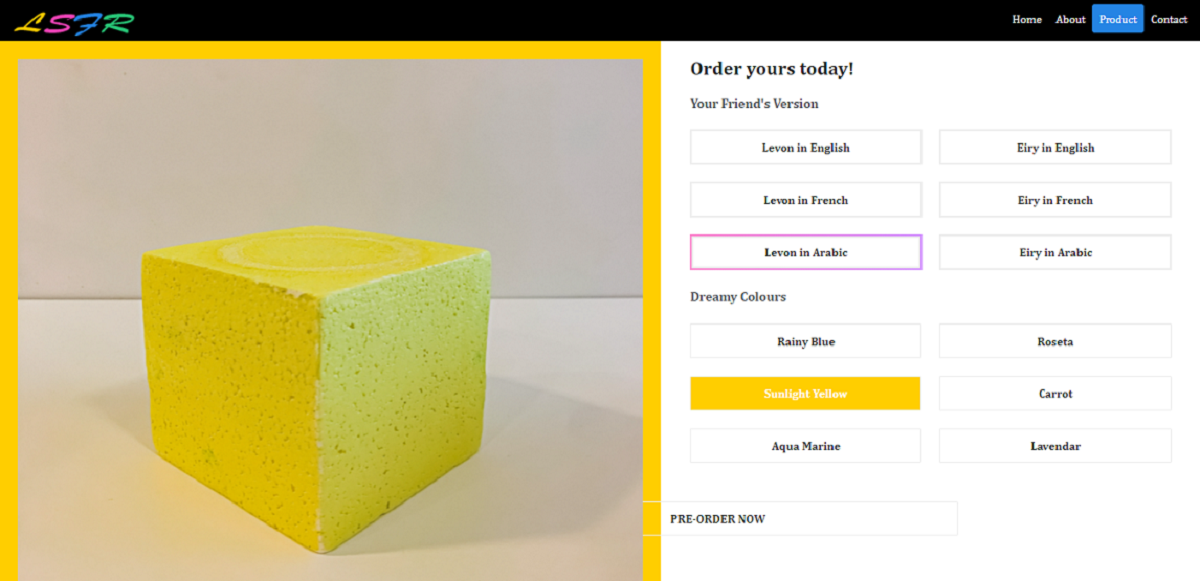 LSFR
Home About Product Contact
Order yours today!
Your Friend's Version
Levon in English Eiry in English
Levon in French Eiry in French
Levon in Arabic Eiry in Arabic
Dreamy Colours
Rainy Blue Roseta
Sunlight Yellow Carrot
Aqua Marine Lavendar
PRE-ORDER NOW